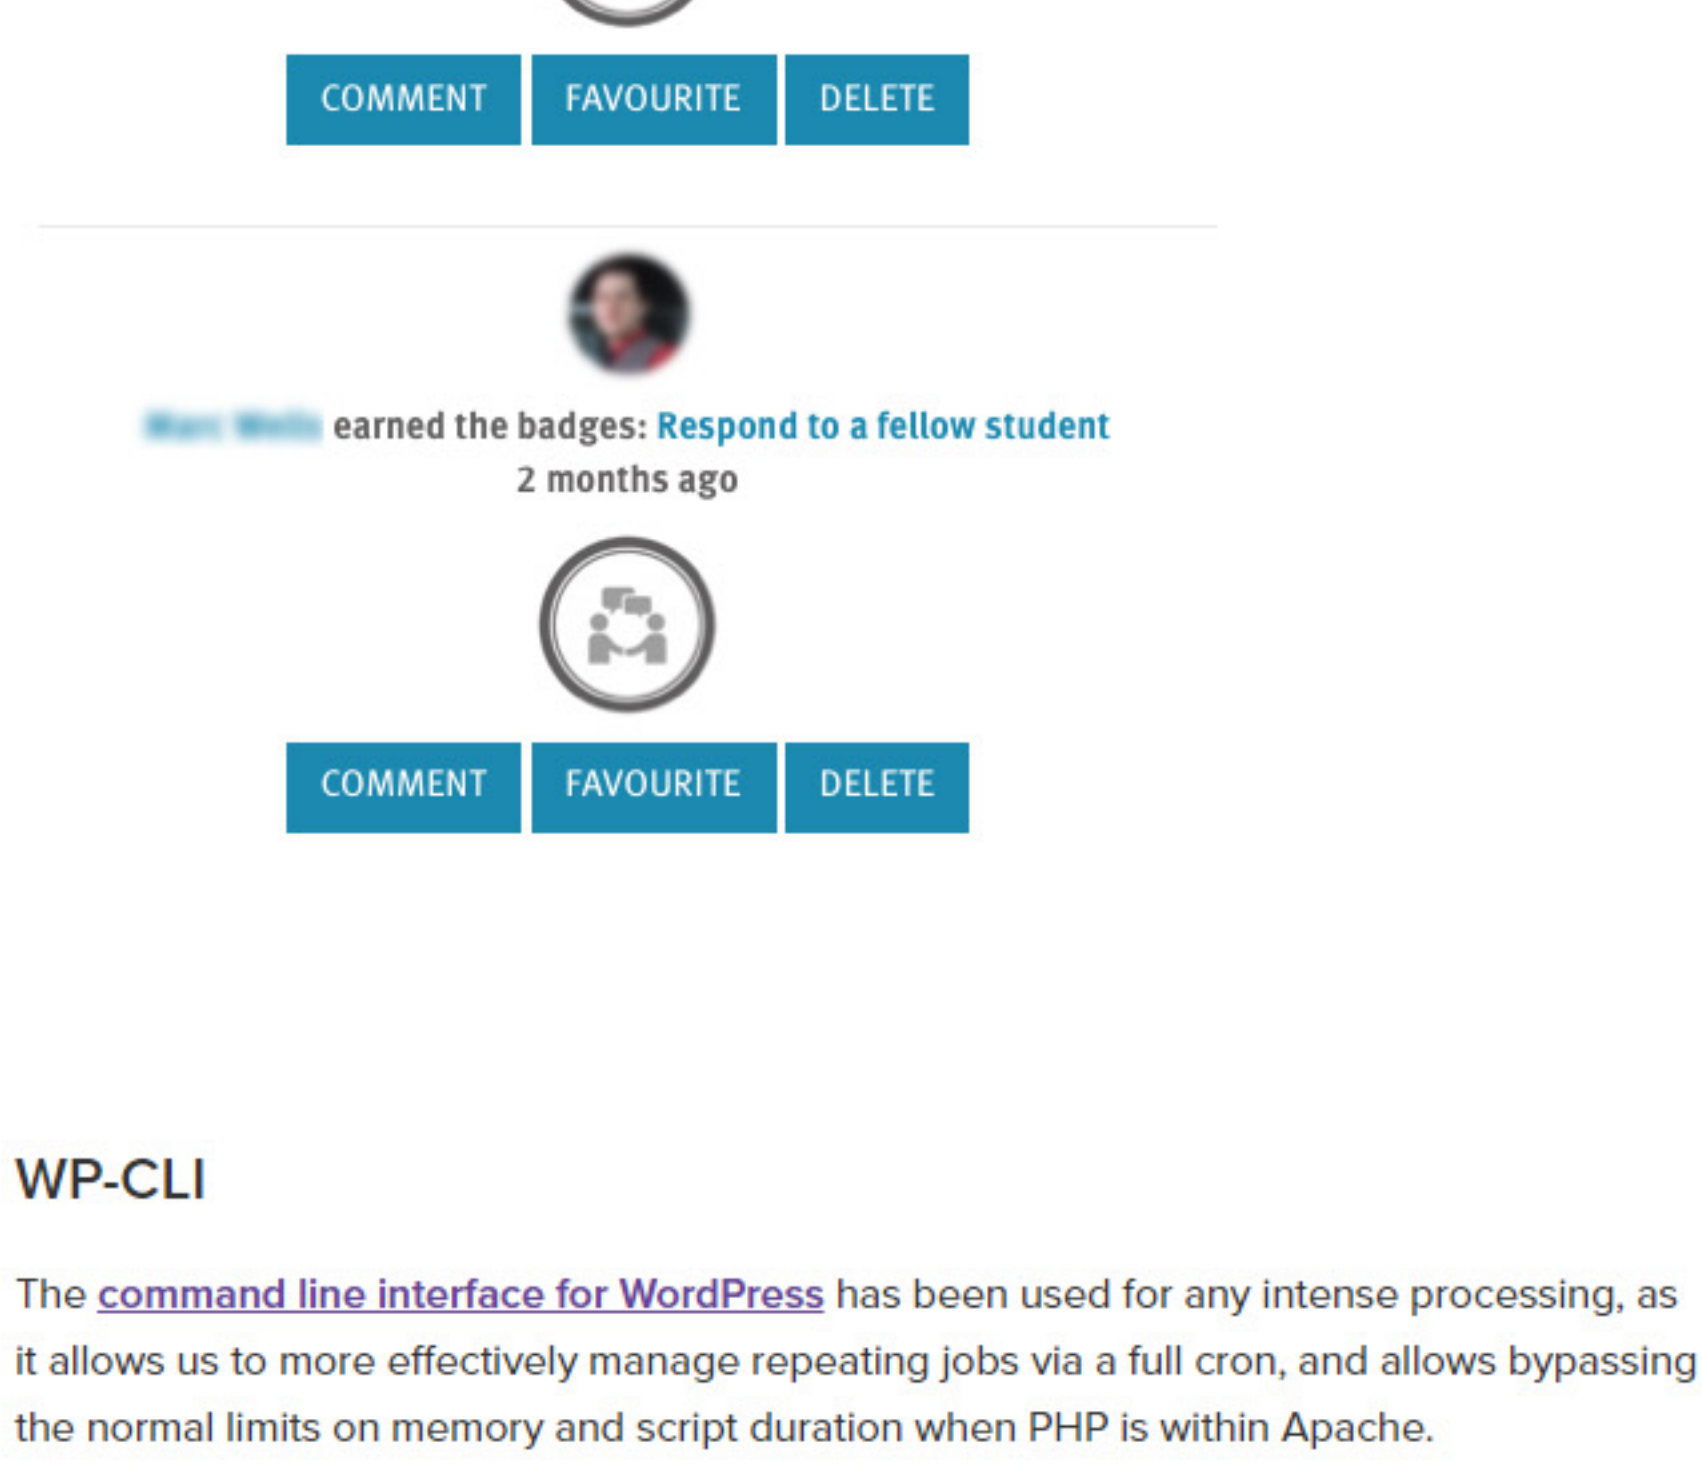 COMMENT FAVOURITE DELETE
earned the badges: Respond to a fellow student
2 months ago
COMMENT FAVOURITE DELETE
WP-CLI
The command line interface for WordPress has been used for any intense processing, as
it allows us to more effectively manage repeating jobs via a full cron, and allows bypassing
the normal limits on memory and script duration when PHP is within Apache.